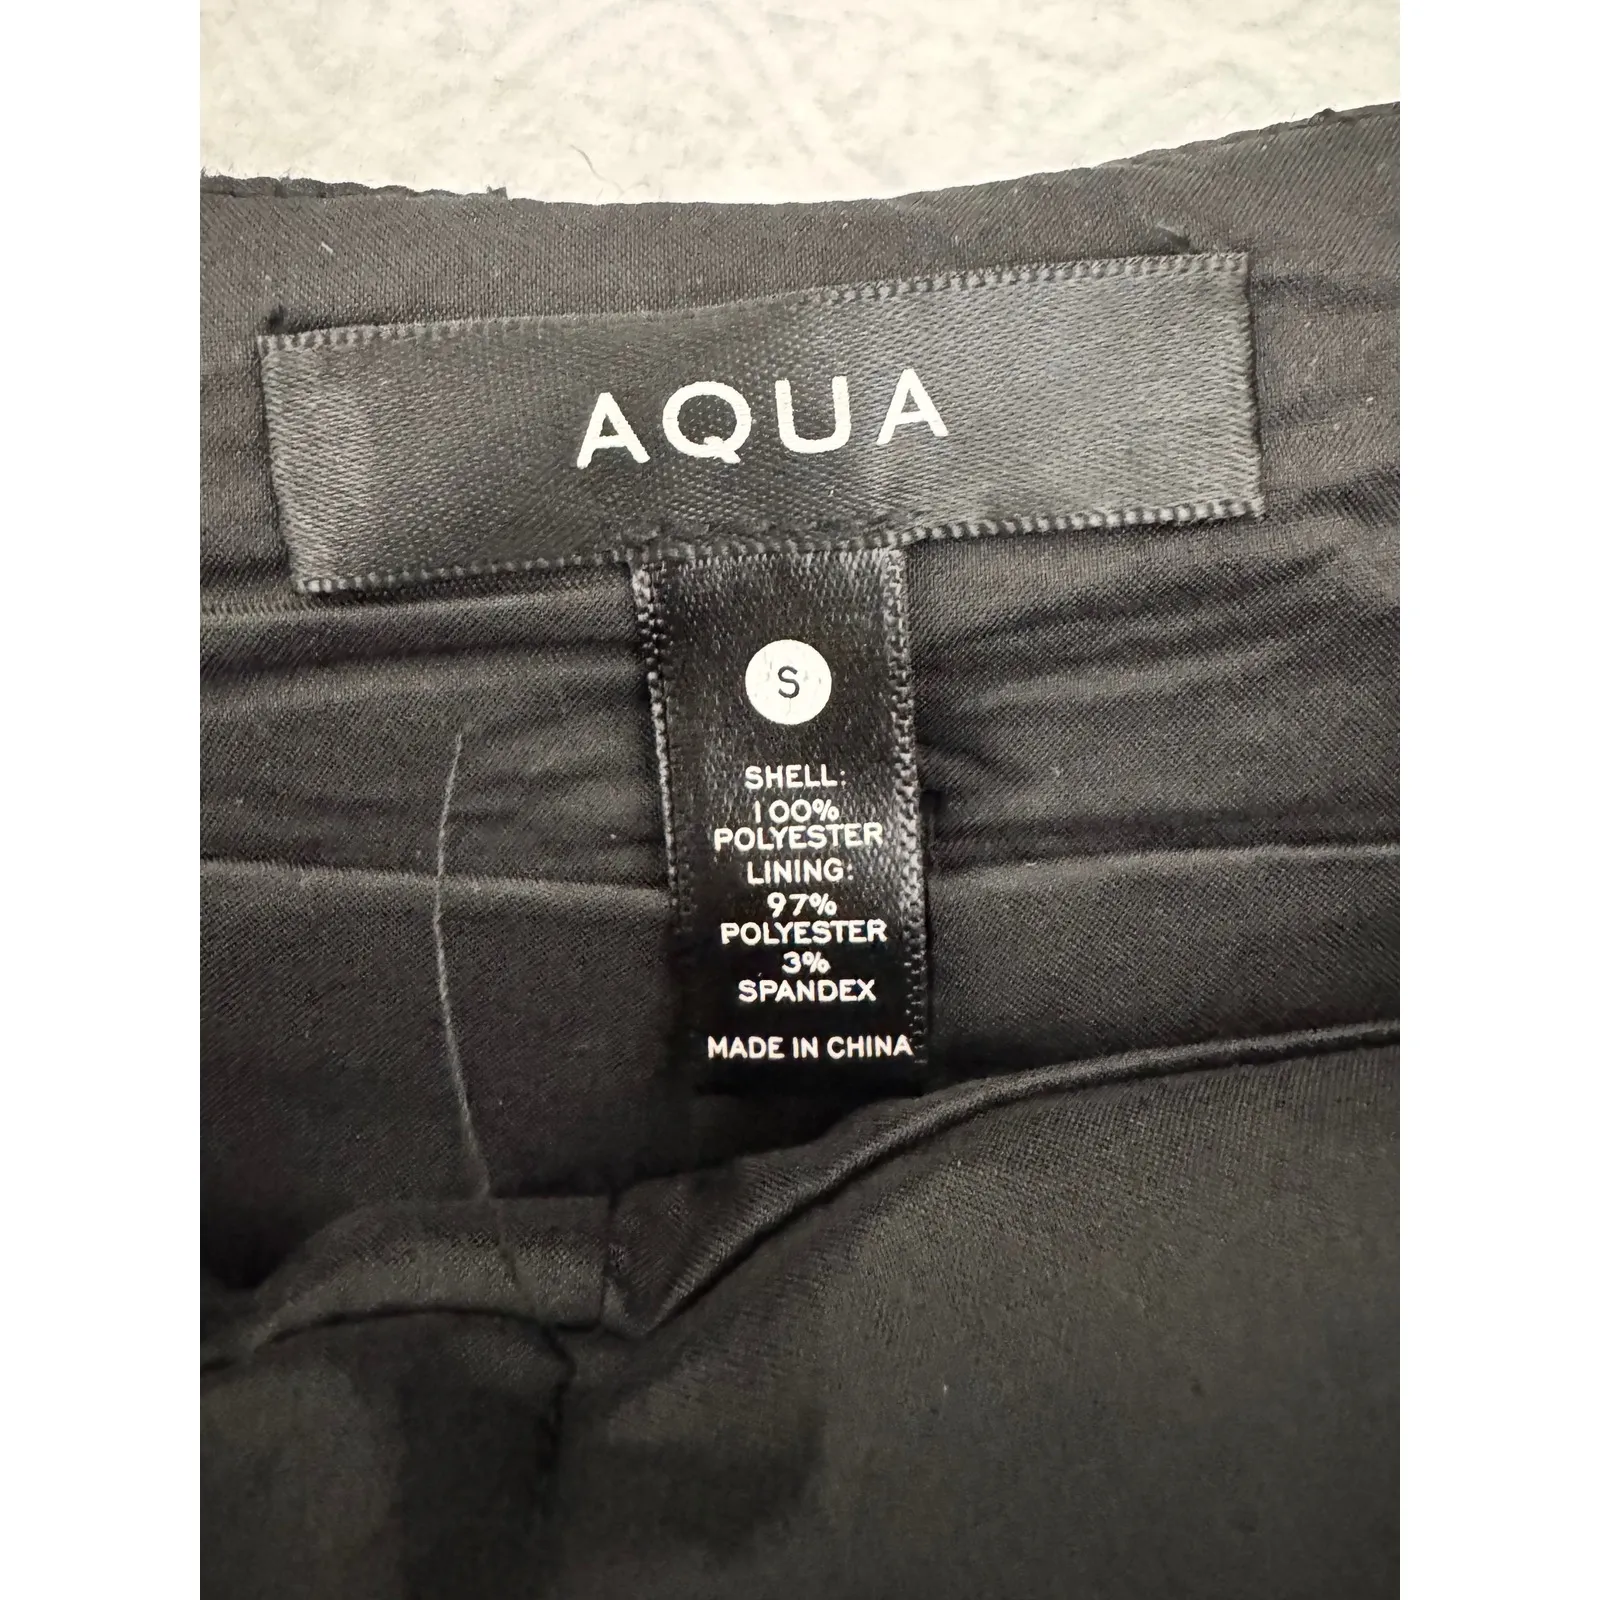 AQUA
S
SHELL:
100%
POLYESTER
LINING:
97%
POLYESTER
3%
SPANDEX
MADE IN CHINA